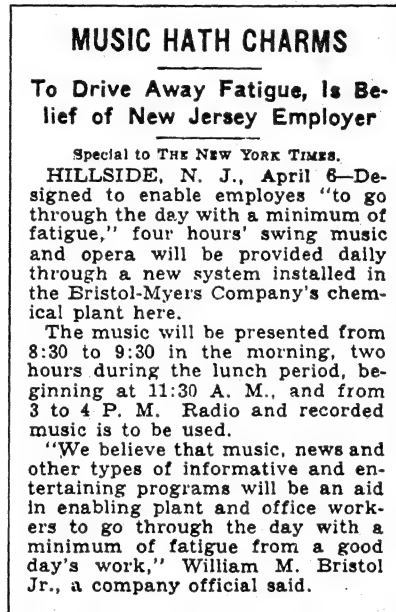 MUSIC HATH CHARMS
To Drive Away Fatigue, Is Be-
lief of New Jersey Employer
Special to THE NEW YORK TIMES.
HILLSIDE, N. J., April 6—De-
signed to enable employes "to go
through the day with a minimum of
fatigue," four hours' swing music
and opera will be provided daily
through a new system installed in
the Bristol-Myers Company's chem-
ical plant here.
The music will be presented from
8:30 to 9:30 in the morning, two
hours during the lunch period, be-
ginning at 11:30 A. M., and from
3 to 4 P. M. Radio and recorded
music is to be used.
"We believe that music, news and
other types of informative and en-
tertaining programs will be an aid
in enabling plant and office work-
ers to go through the day with a
minimum of fatigue from a good
day's work," William M. Bristol
Jr., a company official said.